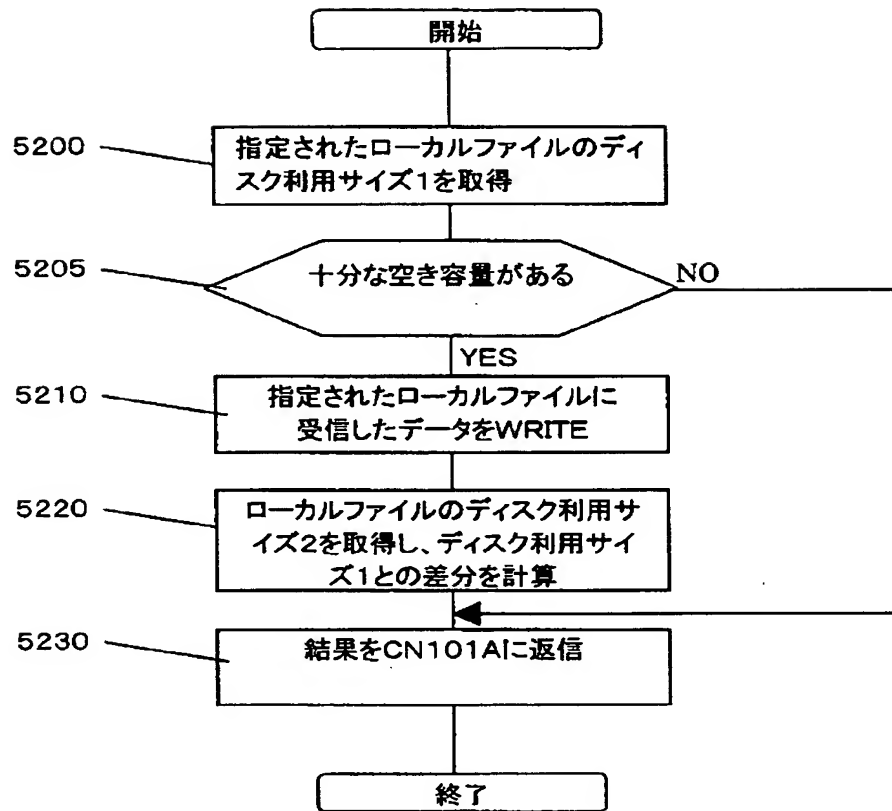 開始
5200
指定されたローカルファイルのディ
スク利用サイズ1を取得
5205
十分な空き容量がある
NO
YES
5210
指定されたローカルファイルに
受信したデータをWRITE
5220
ローカルファイルのディスク利用サ
イズ2を取得し、ディスク利用サイ
ズ1との差分を計算
5230
結果をCN101Aに返信
終了